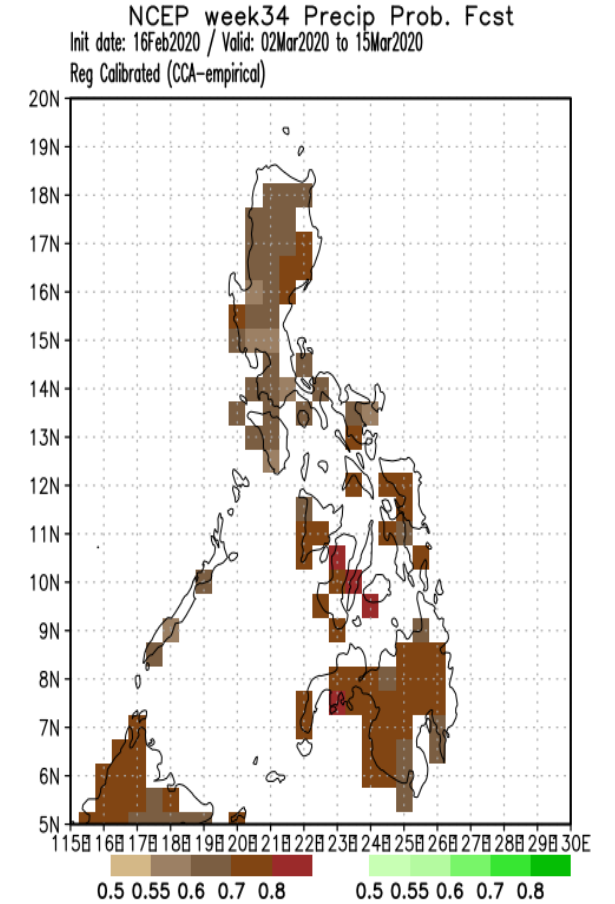 NCEP week34 Precip Prob. Fcst
Init date: 16Feb2020 / Valid: 02Mar2020 to 15Mar2020
Reg Calibrated (CCA-empirical)
20N
19N
18N
17N
16N
15N
14N
13N
12N
11N
10N
9N
8N
7N
6N
5N
115E 116E 117E 118E 119E 120E 121E 122E 123E 124E 125E 126E 127E 128E 129E 130E
0.5 0.55 0.6 0.7 0.8 0.5 0.55 0.6 0.7 0.8